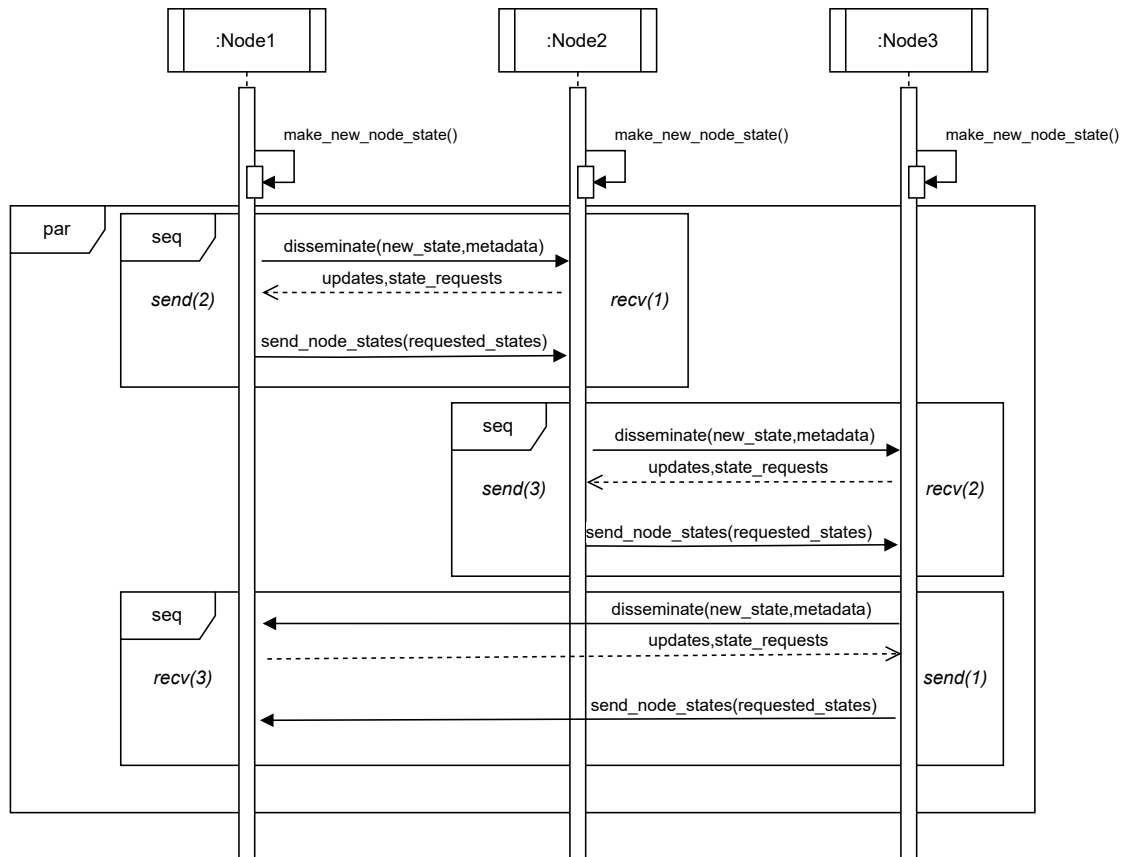 :Node1
:Node2
:Node3
make_new_node_state()
make_new_node_state()
make_new_node_state()
par
seq
disseminate(new_state,metadata)
updates,state_requests
send(2)
recv(1)
send_node_states(requested_states)
seq
disseminate(new_state,metadata)
updates,state_requests
send(3)
recv(2)
send_node_states(requested_states)
seq
disseminate(new_state,metadata)
updates,state_requests
recv(3)
send(1)
send_node_states(requested_states)